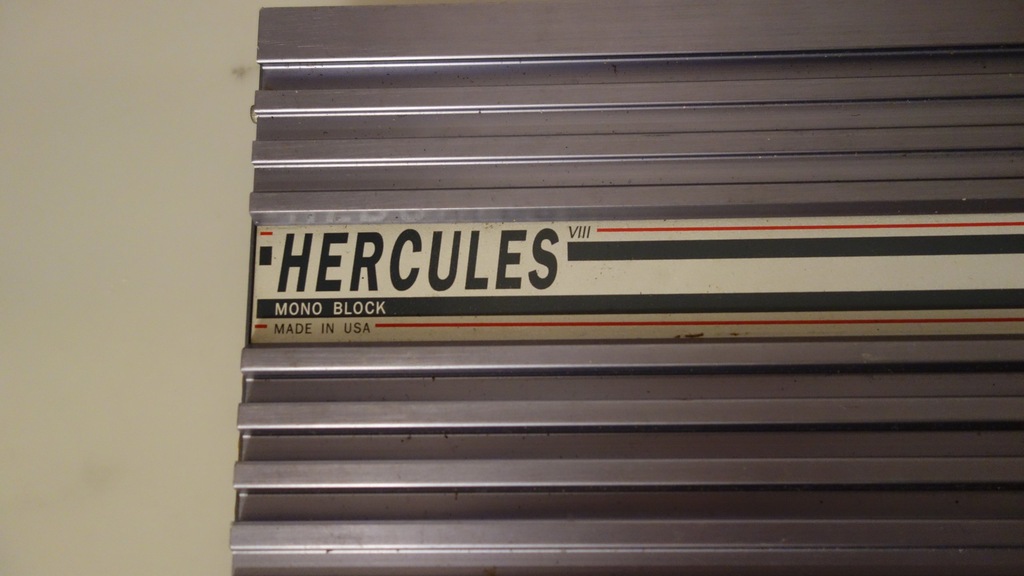 HERCULES VIII
MONO BLOCK
MADE IN USA